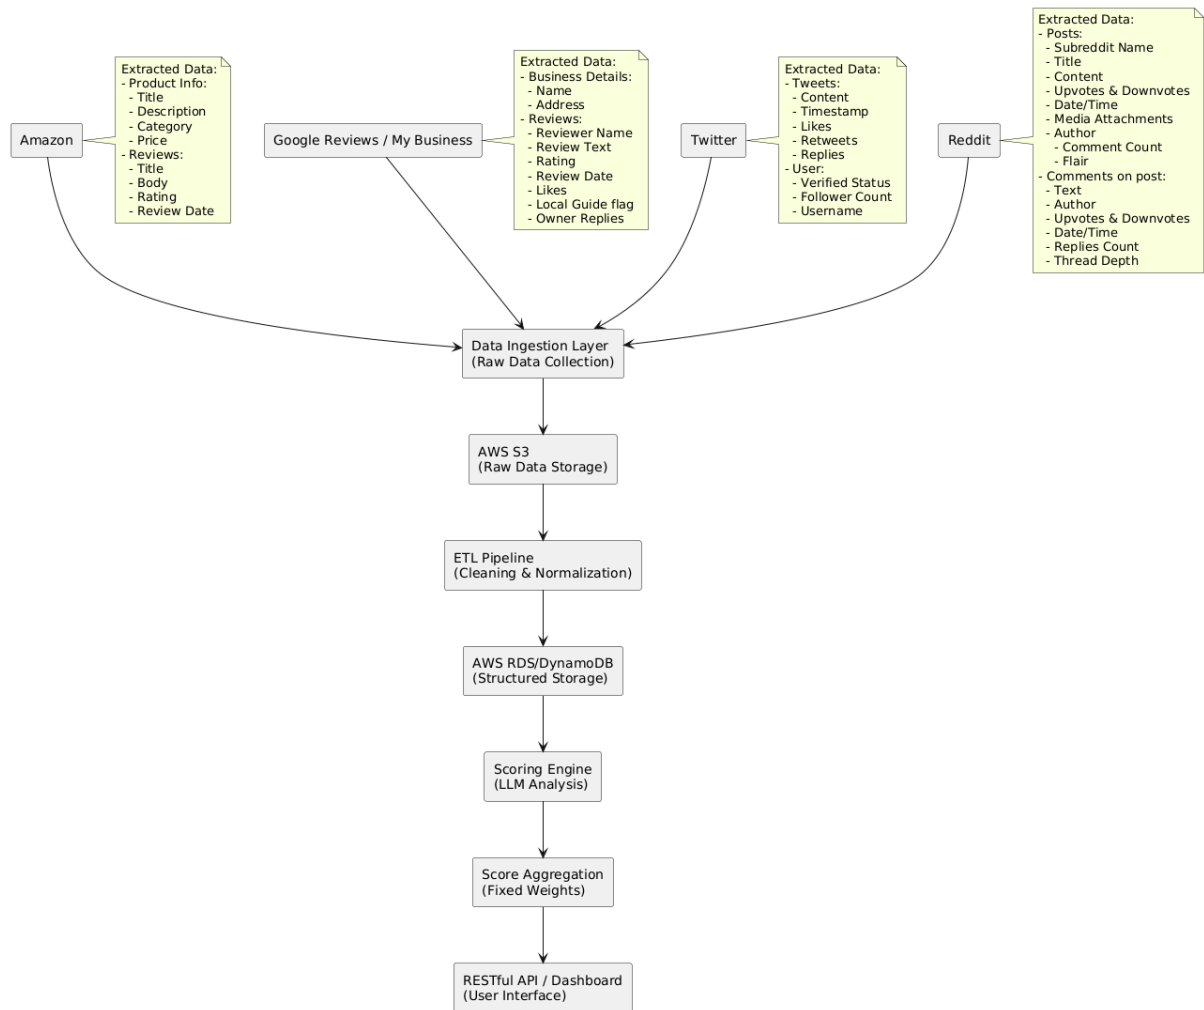 Amazon
Extracted Data:
- Product Info:
- Title
- Description
- Category
- Price
- Reviews:
- Title
- Body
- Rating
- Review Date
Google Reviews / My Business
Extracted Data:
- Business Details:
- Name
- Address
- Reviews:
- Reviewer Name
- Review Text
- Rating
- Review Date
- Likes
- Local Guide flag
- Owner Replies
Twitter
Extracted Data:
- Tweets:
- Content
- Timestamp
- Likes
- Retweets
- Replies
- User:
- Verified Status
- Follower Count
- Username
Reddit
Extracted Data:
- Posts:
- Subreddit Name
- Title
- Content
- Upvotes & Downvotes
- Date/Time
- Media Attachments
- Author
- Comment Count
- Flair
- Comments on post:
- Text
- Author
- Upvotes & Downvotes
- Date/Time
- Replies Count
- Thread Depth
Data Ingestion Layer
(Raw Data Collection)
AWS S3
(Raw Data Storage)
ETL Pipeline
(Cleaning & Normalization)
AWS RDS/DynamoDB
(Structured Storage)
Scoring Engine
(LLM Analysis)
Score Aggregation
(Fixed Weights)
RESTful API / Dashboard
(User Interface)